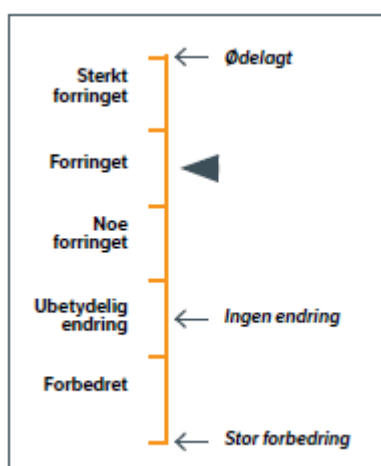 Ødelagt
Sterkt
forringet
Forringet
Noe
forringet
Ubetydelig
endring
Ingen endring
Forbedret
Stor forbedring